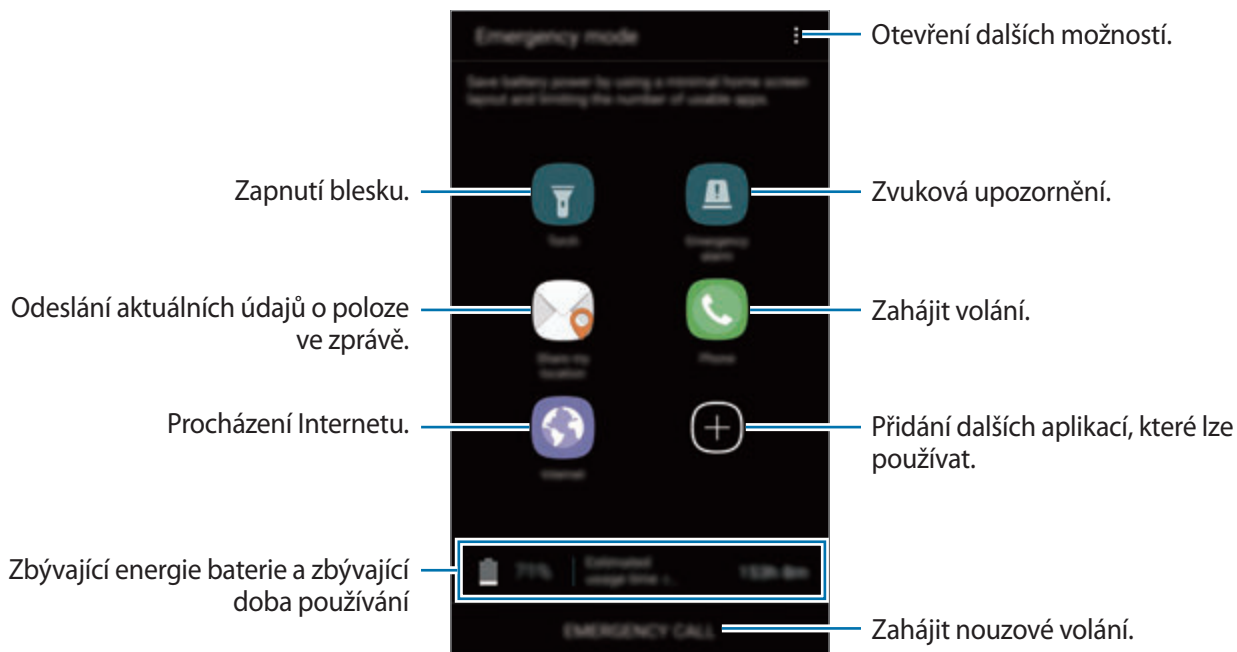 Emergency mode
Otevření dalších možností.
Save battery power by using a minimal home screen
layout and limiting the number of usable apps.
Zapnutí blesku.
Zvuková upozornění.
Torch
Emergency
alarm
Odeslání aktuálních údajů o poloze
ve zprávě.
Zahájit volání.
Share my
location
Phone
Procházení Internetu.
Přidání dalších aplikací, které lze
používat.
Internet
Zbývající energie baterie a zbývající
doba používání
71%
Estimated
usage time
EMERGENCY CALL
Zahájit nouzové volání.